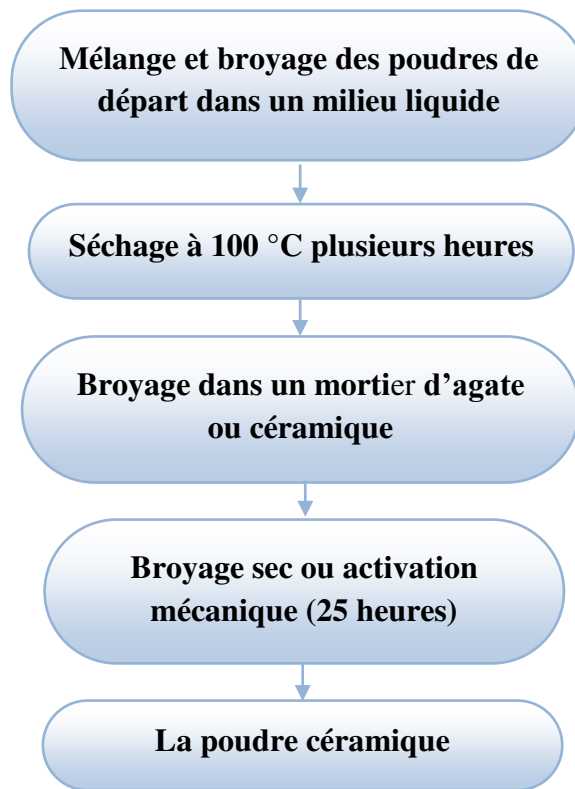 Mélange et broyage des poudres de
départ dans un milieu liquide
Séchage à 100 °C plusieurs heures
Broyage dans un mortier d’agate
ou céramique
Broyage sec ou activation
mécanique (25 heures)
La poudre céramique